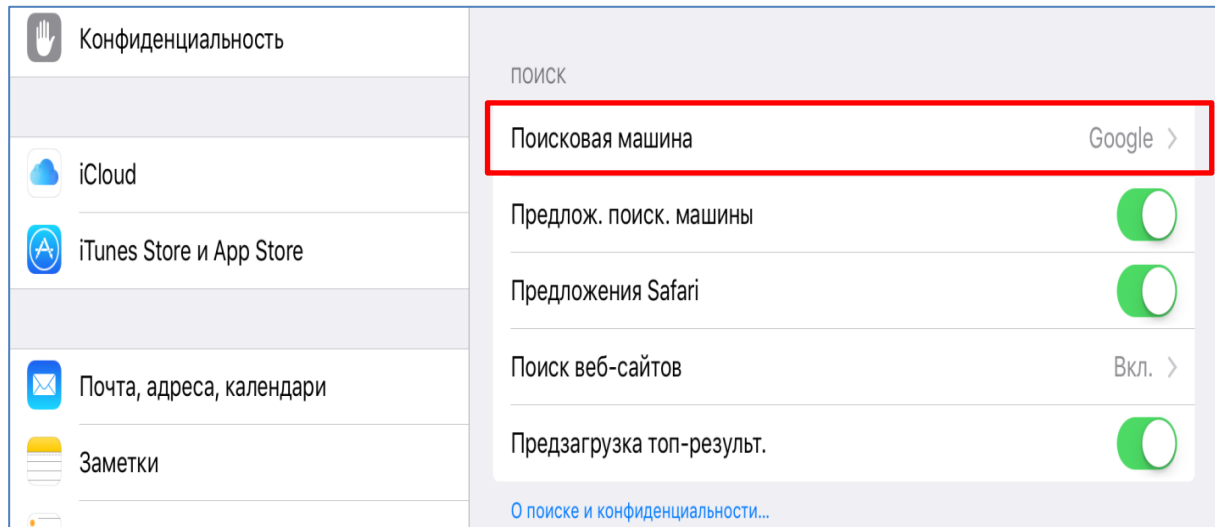 Конфиденциальность
iCloud
iTunes Store и App Store
Почта, адреса, календари
Заметки
ПОИСК
Поисковая машина Google
Предлож. поиск. машины
Предложения Safari
Поиск веб-сайтов Вкл.
Предзагрузка топ-результ.
О поиске и конфиденциальности...